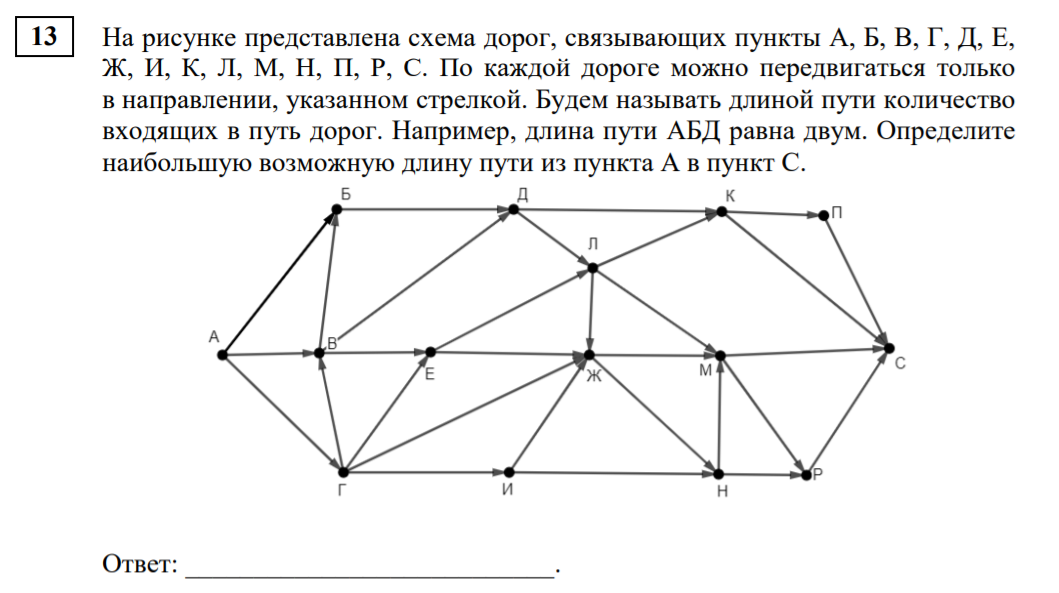 13
На рисунке представлена схема дорог, связывающих пункты А, Б, В, Г, Д, Е,
Ж, И, К, Л, М, Н, П, Р, С. По каждой дороге можно передвигаться только
в направлении, указанном стрелкой. Будем называть длиной пути количество
входящих в путь дорог. Например, длина пути АБД равна двум. Определите
наибольшую возможную длину пути из пункта А в пункт С.
Б
Д
К
П
Л
А
В
Е
Ж
М
С
Г
И
Н
Р
Ответ: ____________________________.